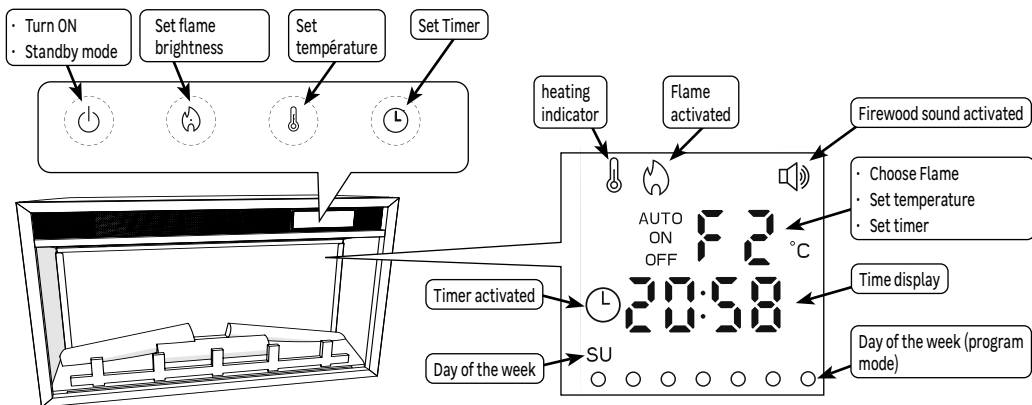 · Turn ON
· Standby mode
Set flame
brightness
Set
température
Set Timer
heating
indicator
Flame
activated
Firewood sound activated
· Choose Flame
· Set temperature
· Set timer
AUTO
ON
OFF
F2
°C
Timer activated
20:58
Time display
Day of the week
SU
Day of the week (program
mode)